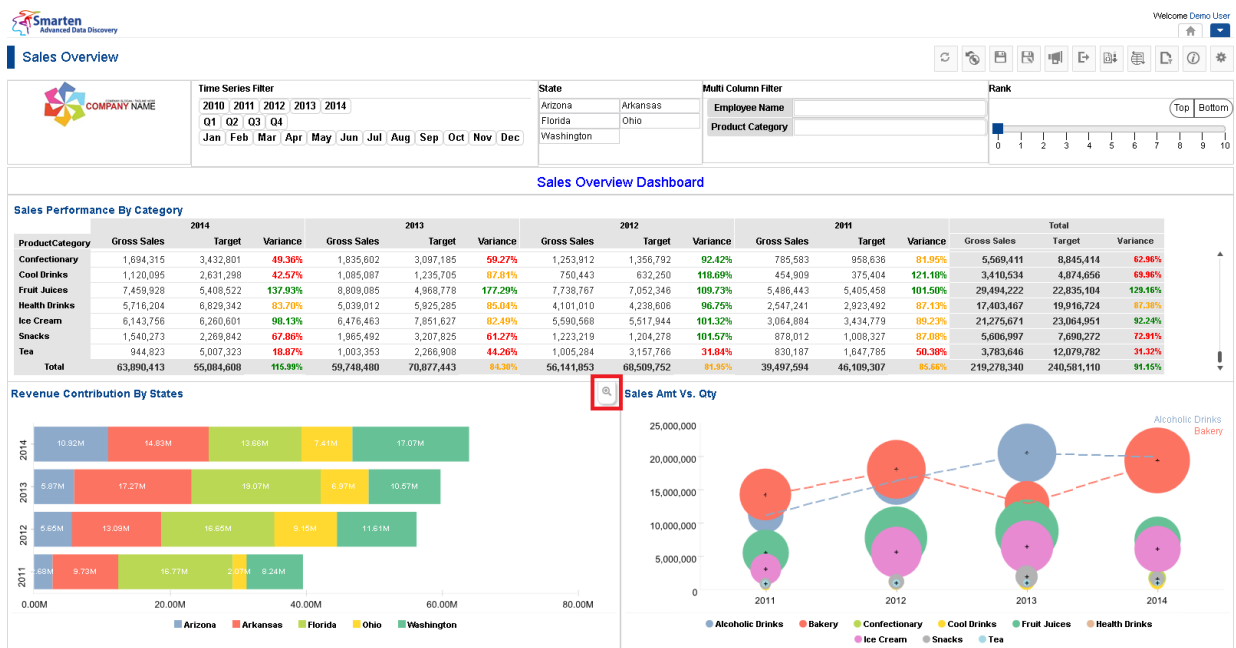 Smarten
Advanced Data Discovery
Welcome Demo User
Sales Overview
COMPANY NAME
Time Series Filter
2010 2011 2012 2013 2014
Q1 Q2 Q3 Q4
Jan Feb Mar Apr May Jun Jul Aug Sep Oct Nov Dec
State
Arizona Arkansas
Florida Ohio
Washington
Multi Column Filter
Employee Name
Product Category
Rank
Top Bottom
0 1 2 3 4 5 6 7 8 9 10
Sales Overview Dashboard
Sales Performance By Category
2014 2013 2012 2011 Total
ProductCategory Gross Sales Target Variance Gross Sales Target Variance Gross Sales Target Variance Gross Sales Target Variance Gross Sales Target Variance
Confectionary 1,694,315 3,432,801 49.36% 1,835,602 3,097,185 59.27% 1,253,912 1,356,792 92.42% 785,583 958,636 81.95% 5,569,411 8,845,414 62.96%
Cool Drinks 1,120,095 2,631,298 42.57% 1,085,087 1,235,705 87.81% 750,443 632,250 118.69% 454,909 375,404 121.18% 3,410,534 4,874,656 69.96%
Fruit Juices 7,459,928 5,408,522 137.93% 8,809,085 4,968,778 177.29% 7,738,767 7,052,346 109.73% 5,486,443 5,405,458 101.50% 29,494,222 22,835,104 129.16%
Health Drinks 5,716,204 6,829,342 83.70% 5,039,012 5,925,285 85.04% 4,101,010 4,238,606 96.75% 2,547,241 2,923,492 87.13% 17,403,467 19,916,724 87.38%
Ice Cream 6,143,756 6,260,601 98.13% 6,476,463 7,851,627 82.49% 5,590,568 5,517,944 101.32% 3,064,884 3,434,779 89.23% 21,275,671 23,064,951 92.24%
Snacks 1,540,273 2,269,842 67.86% 1,965,492 3,207,825 61.27% 1,223,219 1,204,278 101.57% 878,012 1,008,327 87.08% 5,606,997 7,690,272 72.91%
Tea 944,823 5,007,323 18.87% 1,003,353 2,266,908 44.26% 1,005,284 3,157,766 31.84% 830,187 1,647,785 50.38% 3,783,646 12,079,782 31.32%
Total 63,890,413 55,084,608 115.99% 59,748,480 70,877,443 84.30% 56,141,853 68,509,752 81.95% 39,497,594 46,109,307 85.66% 219,278,340 240,581,110 91.15%
Revenue Contribution By States
2014 10.92M 14.83M 13.66M 7.41M 17.07M
2013 5.87M 17.27M 19.07M 6.97M 10.57M
2012 5.65M 13.09M 16.65M 9.15M 11.61M
2011 .68M 9.73M 16.77M 2.07M 8.24M
0.00M 20.00M 40.00M 60.00M 80.00M
Arizona Arkansas Florida Ohio Washington
Sales Amt Vs. Qty
Alcoholic Drinks
Bakery
25,000,000
20,000,000
15,000,000
10,000,000
5,000,000
0
2011 2012 2013 2014
Alcoholic Drinks Bakery Confectionary Cool Drinks Fruit Juices Health Drinks
Ice Cream Snacks Tea